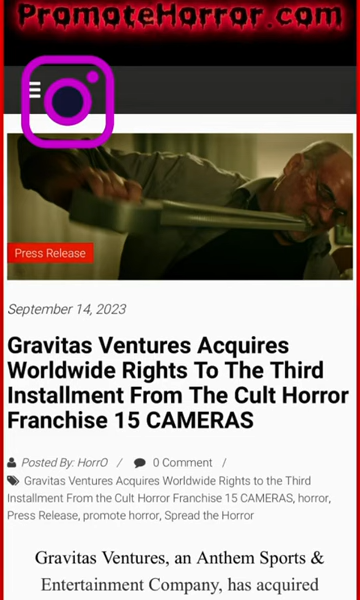 PromoteHorror.com
Press Release
September 14, 2023
Gravitas Ventures Acquires
Worldwide Rights To The Third
Installment From The Cult Horror
Franchise 15 CAMERAS
Posted By: HorrO / 0 Comment /
Gravitas Ventures Acquires Worldwide Rights to the Third
Installment From the Cult Horror Franchise 15 CAMERAS, horror,
Press Release, promote horror, Spread the Horror
Gravitas Ventures, an Anthem Sports &
Entertainment Company, has acquired